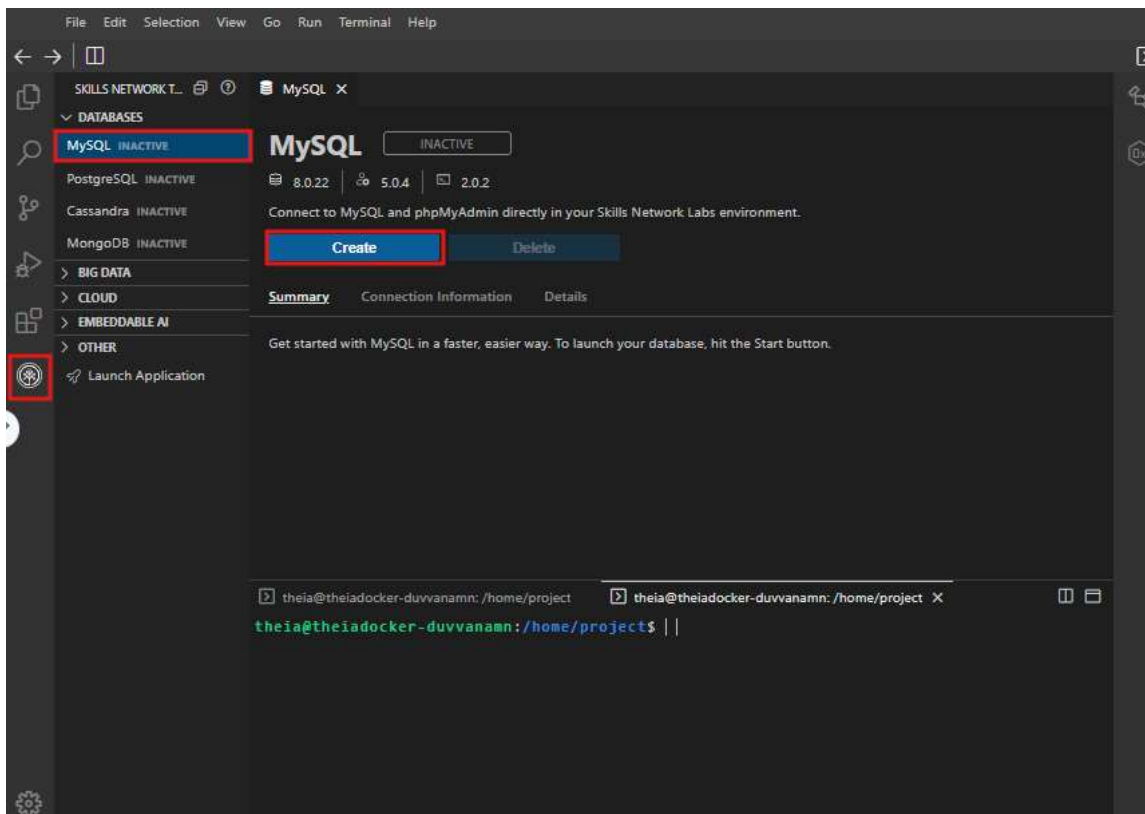 File Edit Selection View Go Run Terminal Help
SKILLS NETWORK T...
MySQL
DATABASES
MySQL INACTIVE
PostgreSQL INACTIVE
Cassandra INACTIVE
MongoDB INACTIVE
BIG DATA
CLOUD
EMBEDDABLE AI
OTHER
Launch Application
MySQL INACTIVE
8.0.22 5.0.4 2.0.2
Connect to MySQL and phpMyAdmin directly in your Skills Network Labs environment.
Create Delete
Summary Connection Information Details
Get started with MySQL in a faster, easier way. To launch your database, hit the Start button.
theia@theiadocker-duvvanamn: /home/project theia@theiadocker-duvvanamn: /home/project
theia@theiadocker-duvvanamn:/home/project$